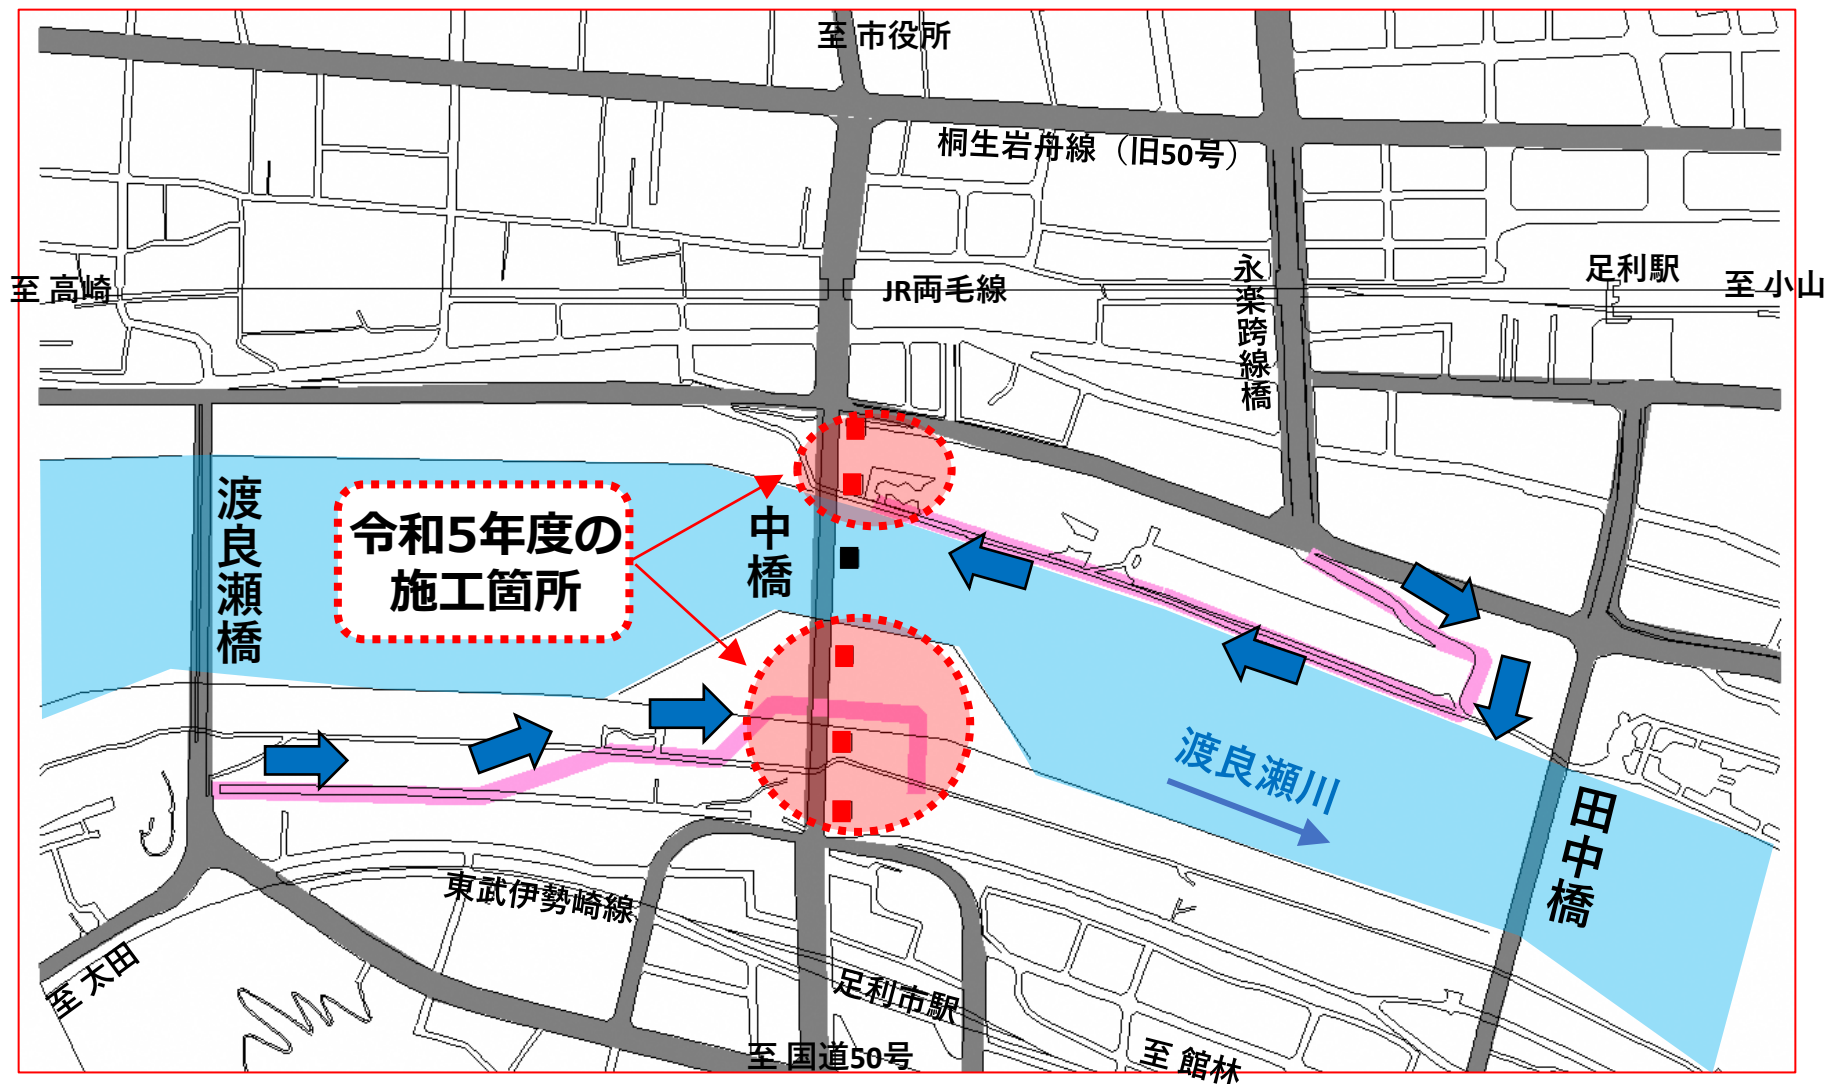 至 市役所
桐生岩舟線（旧50号）
至 高崎
JR両毛線
永楽跨線橋
足利駅
至 小山
渡良瀬橋
令和5年度の
施工箇所
中橋
渡良瀬川
田中橋
東武伊勢崎線
至 太田
足利市駅
至 国道50号
至 館林